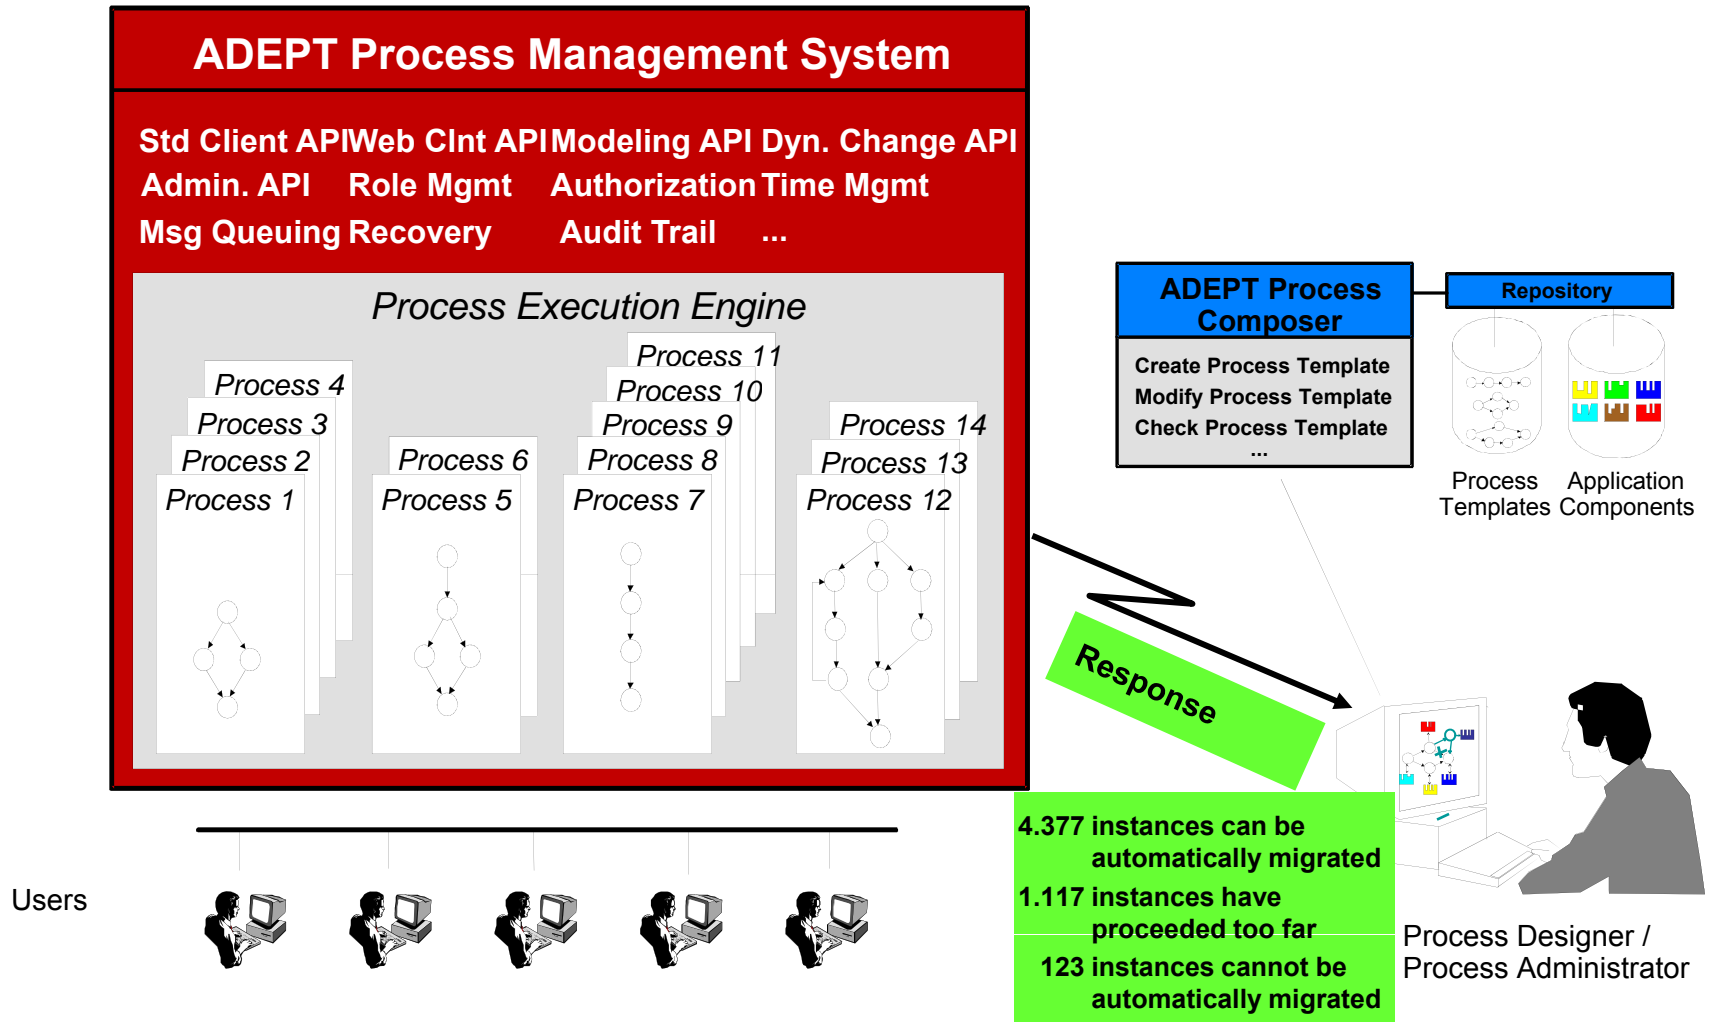 ADEPT Process Management System
Std Client API Web Clnt API Modeling API Dyn. Change API
Admin. API Role Mgmt Authorization Time Mgmt
Msg Queuing Recovery Audit Trail ...
Process Execution Engine
Process 4
Process 3
Process 2
Process 1
Process 6
Process 5
Process 11
Process 10
Process 9
Process 8
Process 7
Process 14
Process 13
Process 12
ADEPT Process
Composer
Create Process Template
Modify Process Template
Check Process Template
...
Repository
Process
Templates
Application
Components
Response
4.377 instances can be
automatically migrated
1.117 instances have
proceeded too far
123 instances cannot be
automatically migrated
Users
Process Designer /
Process Administrator